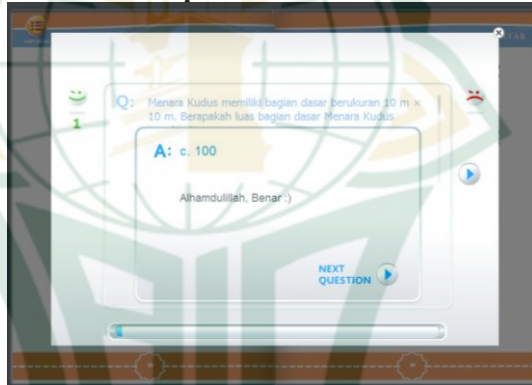 1
Q: Menara Kudus memiliki bagian dasar berukuran 10 m ×
10 m. Berapakah luas bagian dasar Menara Kudus
A: c. 100
Alhamdulillah, Benar :)
NEXT
QUESTION